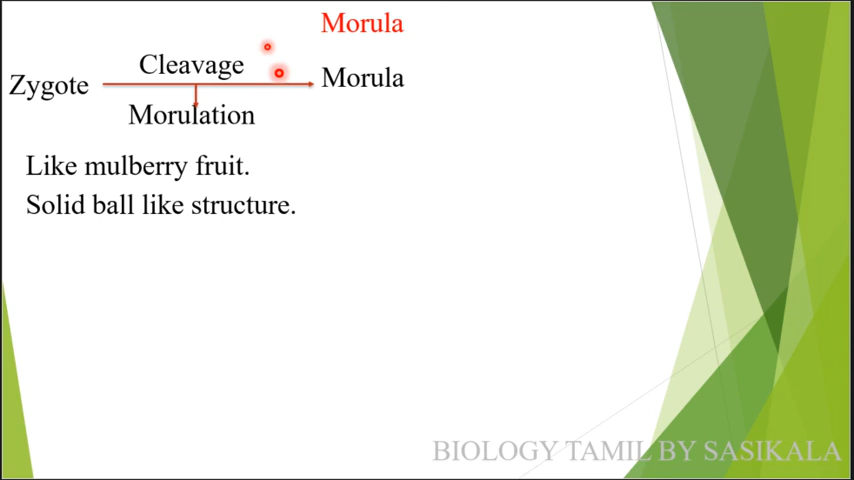 Morula
Cleavage
Zygote
Morula
Morulation
Like mulberry fruit.
Solid ball like structure.
BIOLOGY TAMIL BY SASIKALA